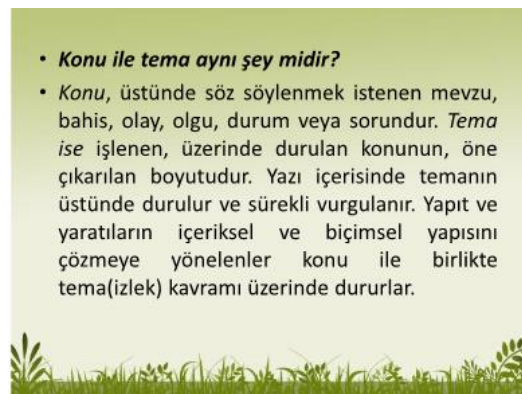 • Konu ile tema aynı şey midir?
• Konu, üstünde söz söylenmek istenen mevzu,
bahis, olay, olgu, durum veya sorundur. Tema
ise işlenen, üzerinde durulan konunun, öne
çıkarılan boyutudur. Yazı içerisinde temanın
üstünde durulur ve sürekli vurgulanır. Yapıt ve
yaratıların içeriksel ve biçimsel yapısını
çözmeye yönelenler konu ile birlikte
tema(izlek) kavramı üzerinde dururlar.